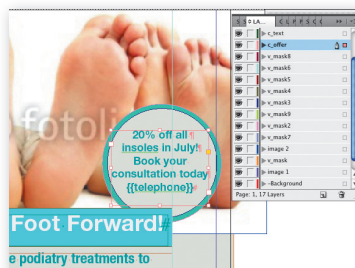 S S LA... C L P P S C E
c_text
c_offer
v_mask8
v_mask6
v_mask5
v_mask4
v_mask3
v_mask9
v_mask2
v_mask7
image 2
v_mask
image 1
-Background
Page: 1, 17 Layers
fotoli
20% off all
insoles in July!
Book your
consultation today
{{telephone}}
Foot Forward!
e podiatry treatments to